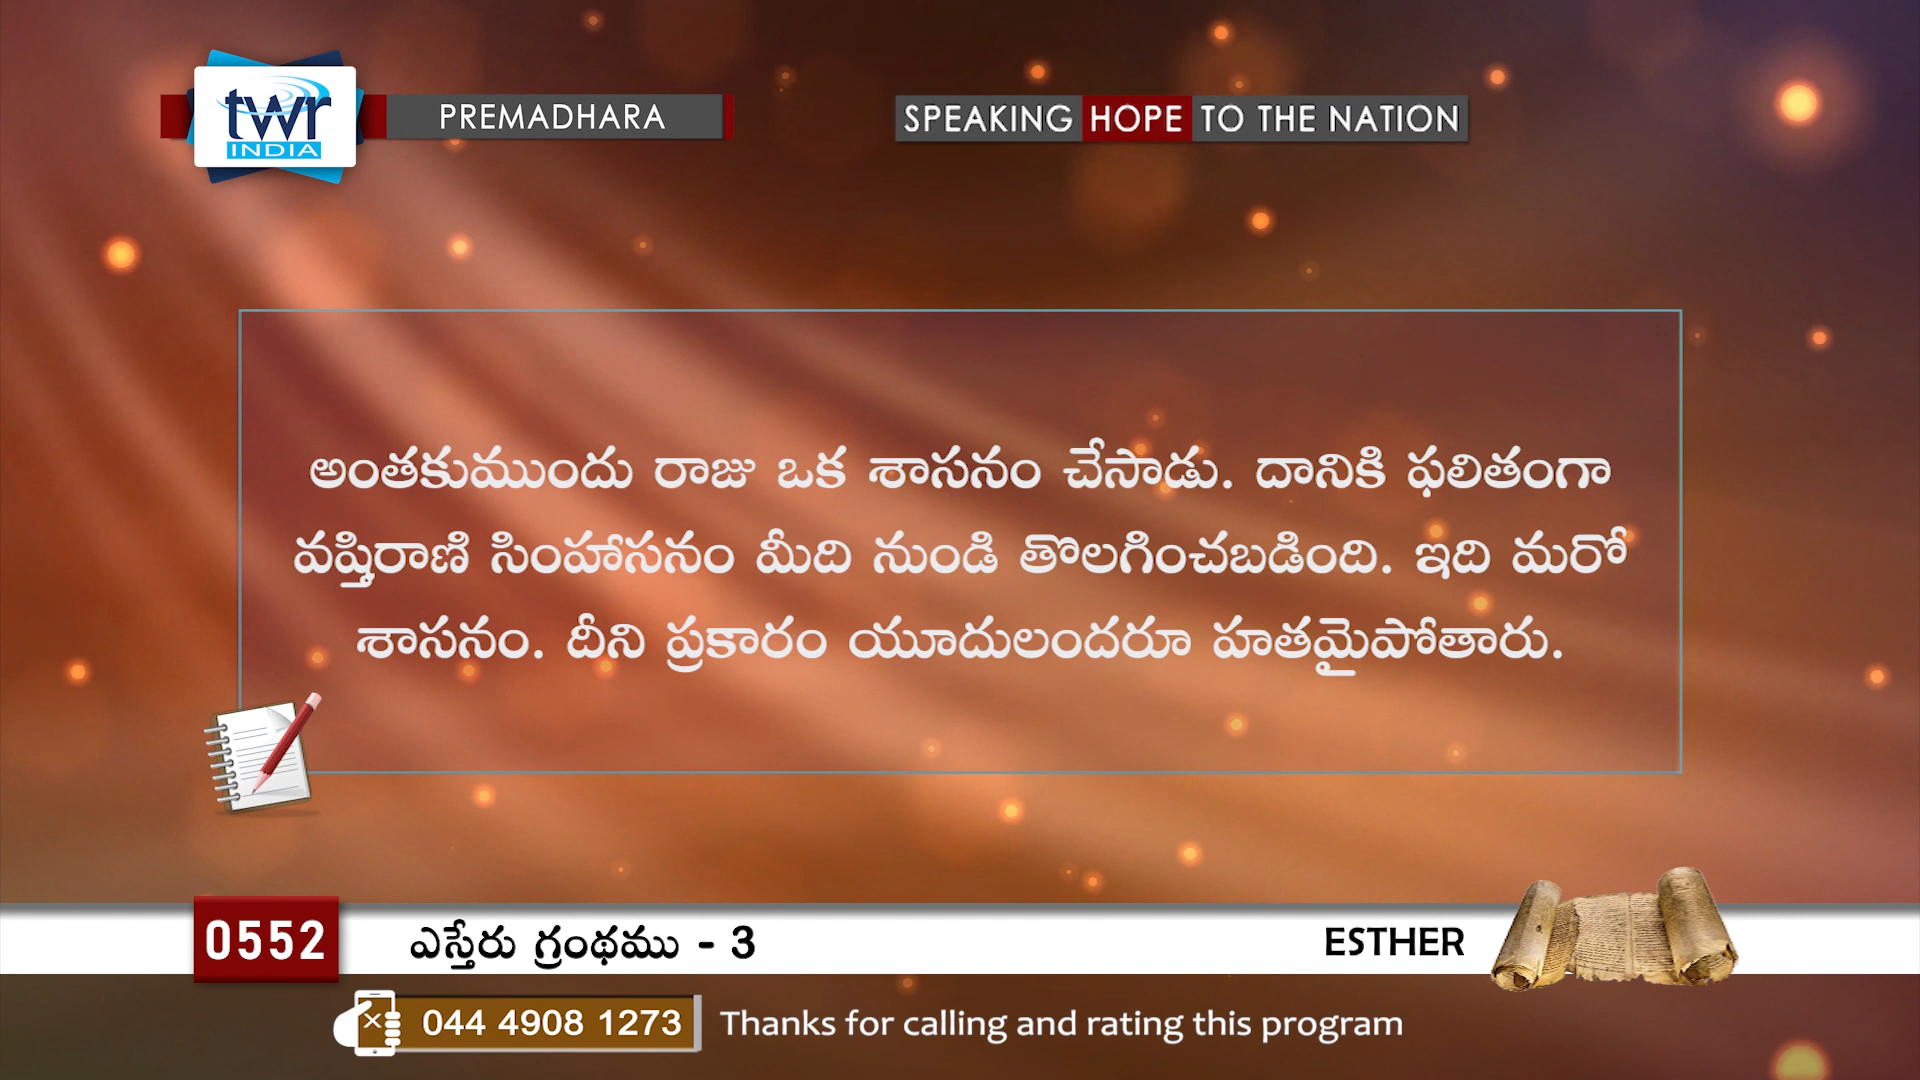 twr
INDIA
PREMADHARA
SPEAKING HOPE TO THE NATION
అంతకుముందు రాజు ఒక శాసనం చేసాడు. దానికి ఫలితంగా
వష్తిరాణి సింహాసనం మీది నుండి తొలగించబడింది. ఇది మరో
శాసనం. దీని ప్రకారం యూదులందరూ హతమైపోతారు.
0552
ఎస్తేరు గ్రంథము - 3
ESTHER
044 4908 1273
Thanks for calling and rating this program